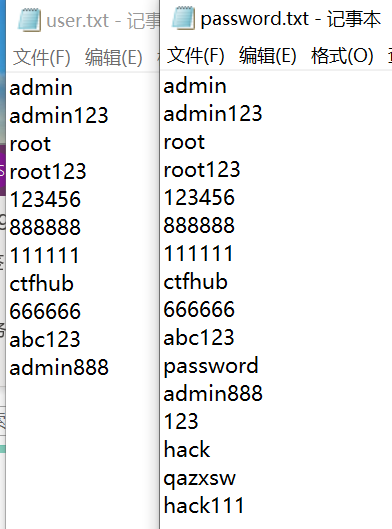 user.txt - 记事
文件(F) 编辑(E)
admin
admin123
root
root123
123456
888888
111111
ctfhub
666666
abc123
admin888
password.txt - 记事本
文件(F) 编辑(E) 格式(O)
admin
admin123
root
root123
123456
888888
111111
ctfhub
666666
abc123
password
admin888
123
hack
qazxsw
hack111